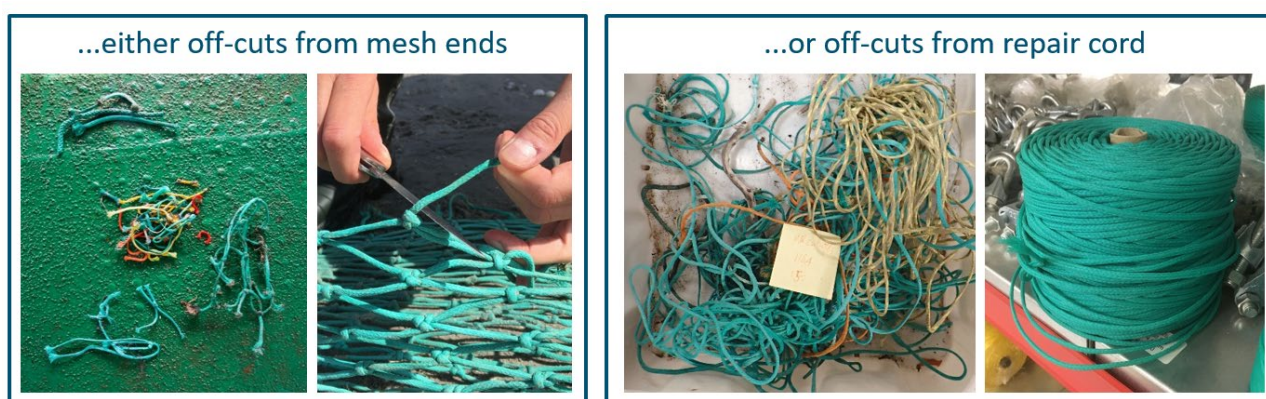 ...either off-cuts from mesh ends
...or off-cuts from repair cord